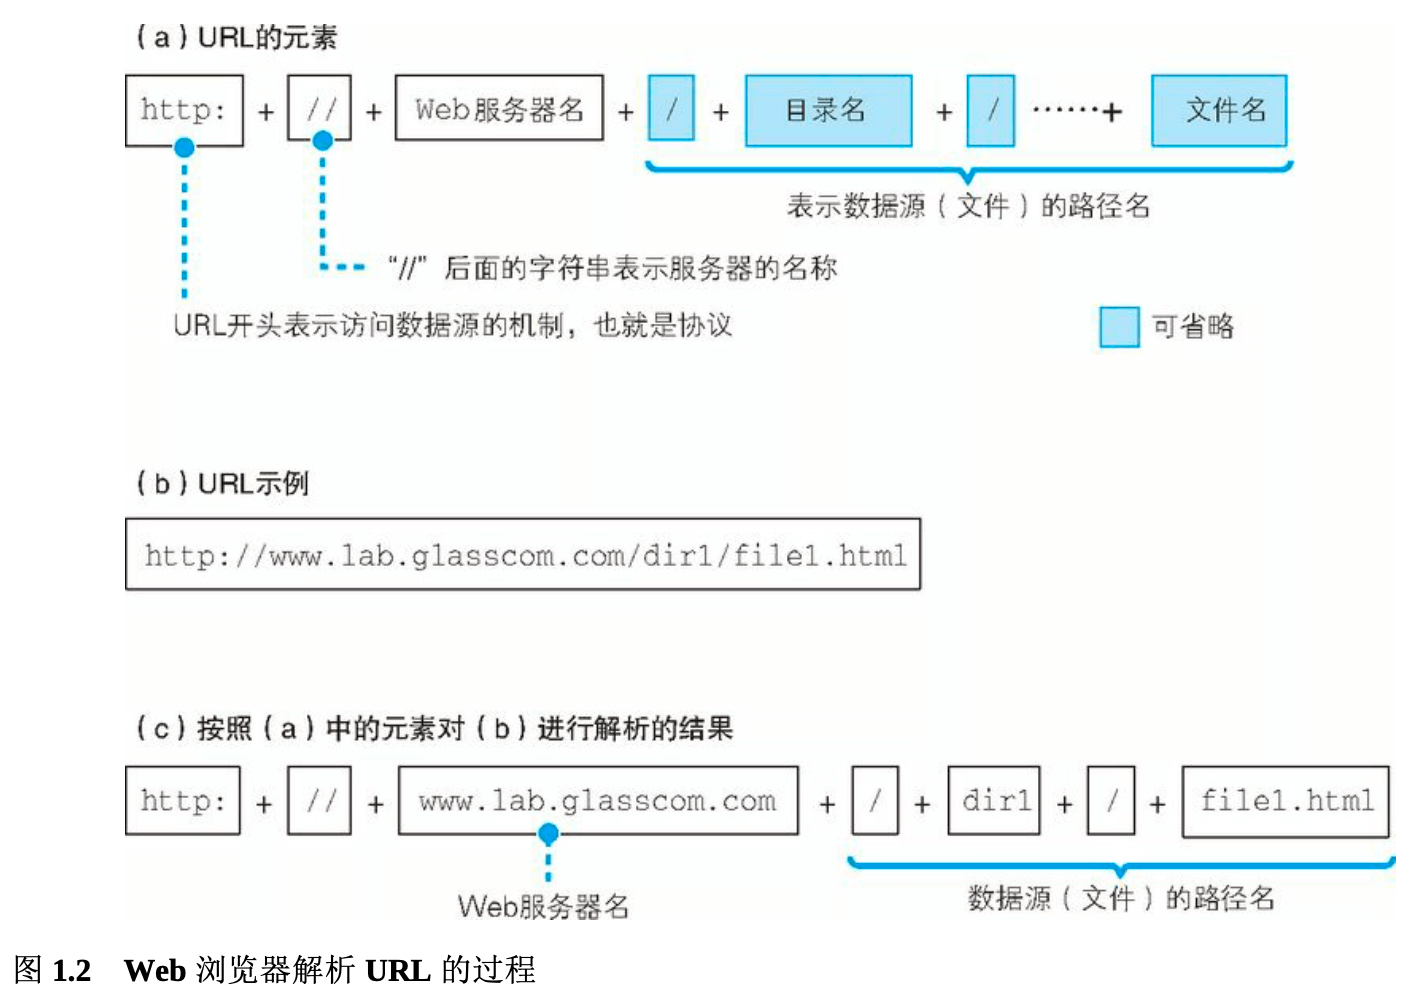 (a)URL的元素
http: + // + Web服务器名 + / + 目录名 + / ……+ 文件名
表示数据源(文件)的路径名
“//”后面的字符串表示服务器的名称
URL开头表示访问数据源的机制，也就是协议
可省略
(b)URL示例
http://www.lab.glasscom.com/dir1/file1.html
(c)按照(a)中的元素对(b)进行解析的结果
http: + // + www.lab.glasscom.com + / + dir1 + / + file1.html
Web服务器名
数据源(文件)的路径名
图 1.2 Web 浏览器解析 URL 的过程